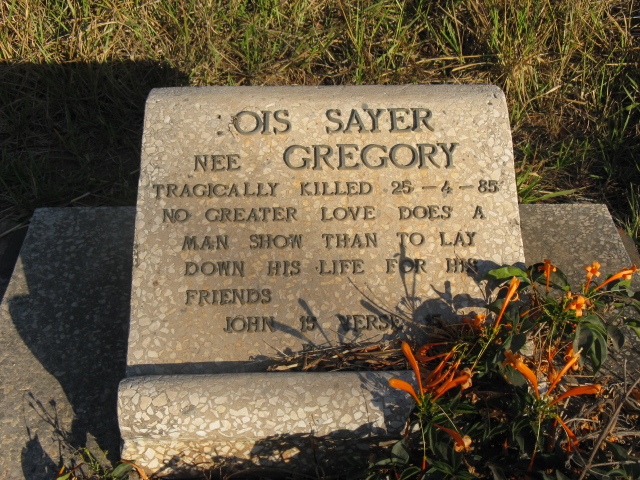 OIS SAYER
NEE GREGORY
TRAGICALLY KILLED 25-4-85
NO GREATER LOVE DOES A
MAN SHOW THAN TO LAY
DOWN HIS LIFE FOR HIS
FRIENDS
JOHN 15 VERSE